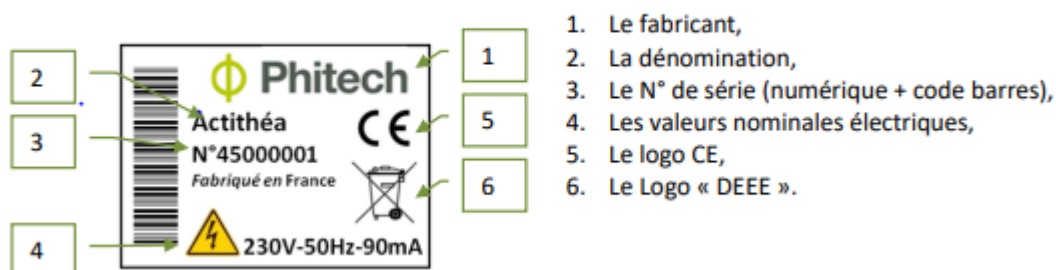 2
3
4
Phitech
Actithéa
N°45000001
Fabriqué en France
CE
230V-50Hz-90mA
1
5
6
1. Le fabricant,
2. La dénomination,
3. Le N° de série (numérique + code barres),
4. Les valeurs nominales électriques,
5. Le logo CE,
6. Le Logo « DEEE ».